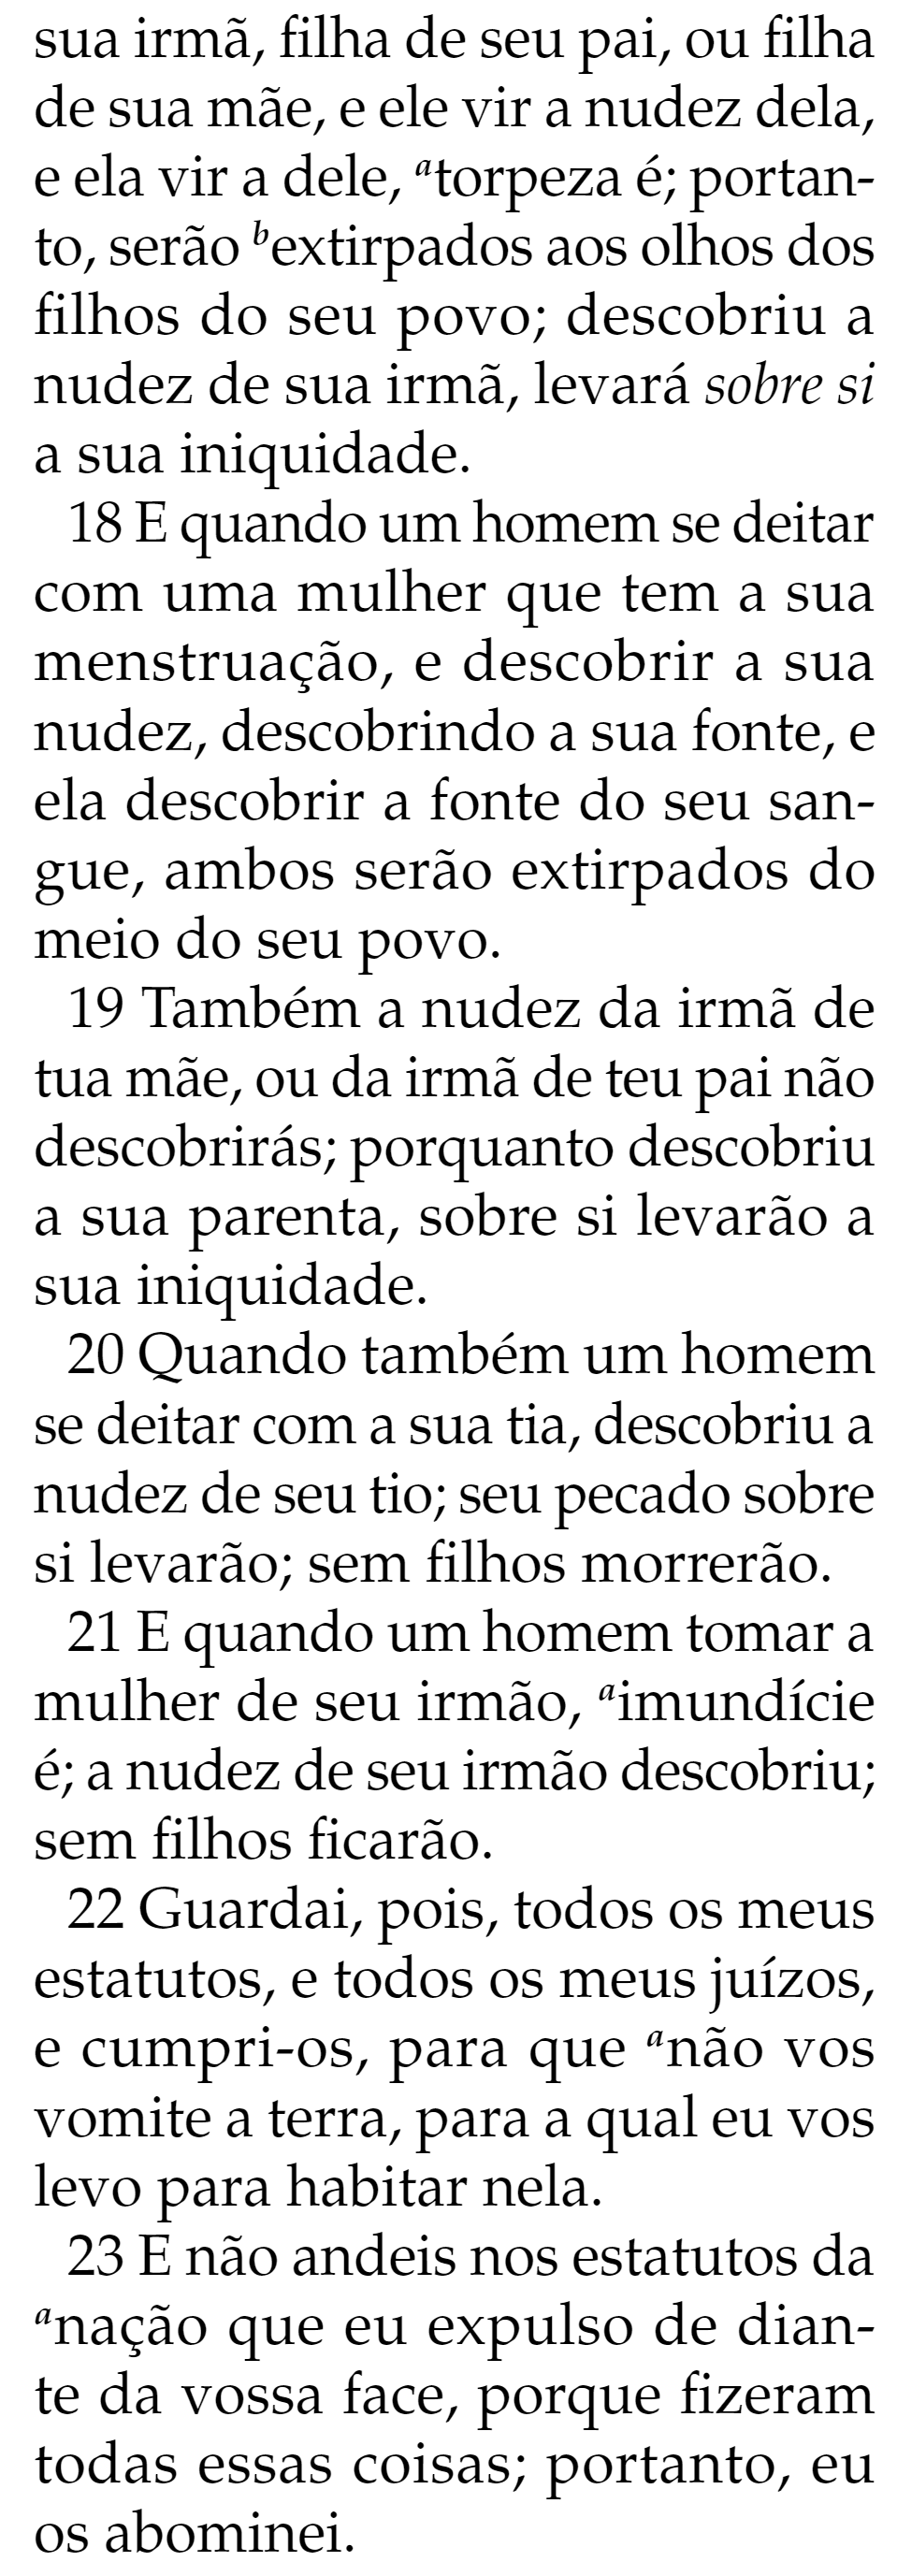 sua irmã, filha de seu pai, ou filha
de sua mãe, e ele vir a nudez dela,
e ela vir a dele, ᵃtorpeza é; portan-
to, serão ᵇextirpados aos olhos dos
filhos do seu povo; descobriu a
nudez de sua irmã, levará sobre si
a sua iniquidade.
18 E quando um homem se deitar
com uma mulher que tem a sua
menstruação, e descobrir a sua
nudez, descobrindo a sua fonte, e
ela descobrir a fonte do seu san-
gue, ambos serão extirpados do
meio do seu povo.
19 Também a nudez da irmã de
tua mãe, ou da irmã de teu pai não
descobrirás; porquanto descobriu
a sua parenta, sobre si levarão a
sua iniquidade.
20 Quando também um homem
se deitar com a sua tia, descobriu a
nudez de seu tio; seu pecado sobre
si levarão; sem filhos morrerão.
21 E quando um homem tomar a
mulher de seu irmão, ᵃimundície
é; a nudez de seu irmão descobriu;
sem filhos ficarão.
22 Guardai, pois, todos os meus
estatutos, e todos os meus juízos,
e cumpri-os, para que ᵃnão vos
vomite a terra, para a qual eu vos
levo para habitar nela.
23 E não andeis nos estatutos da
ᵃnação que eu expulso de dian-
te da vossa face, porque fizeram
todas essas coisas; portanto, eu
os abominei.